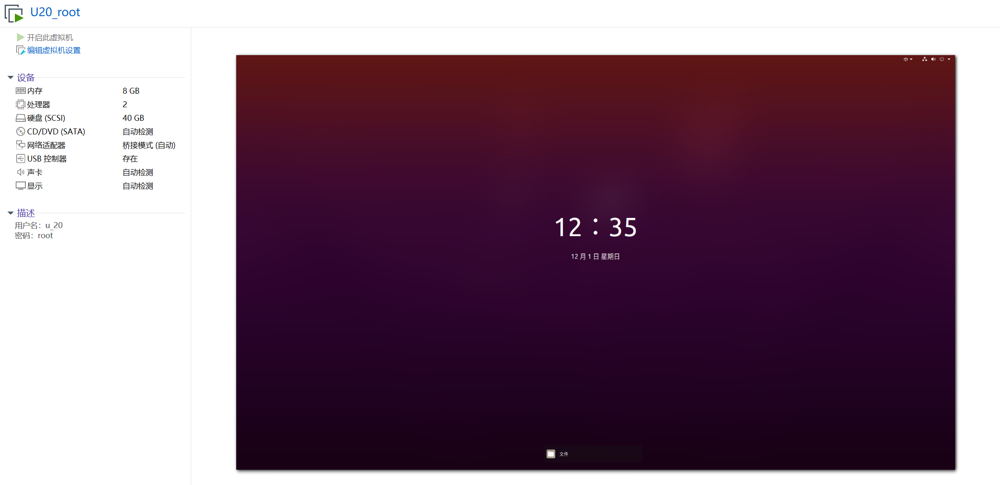 U20_root
开启此虚拟机
编辑虚拟机设置
设备
内存 8 GB
处理器 2
硬盘 (SCSI) 40 GB
CD/DVD (SATA) 自动检测
网络适配器 桥接模式 (自动)
USB 控制器 存在
声卡 自动检测
显示 自动检测
描述
用户名：u_20
密码：root
中
12：35
12 月 1 日 星期日
文件